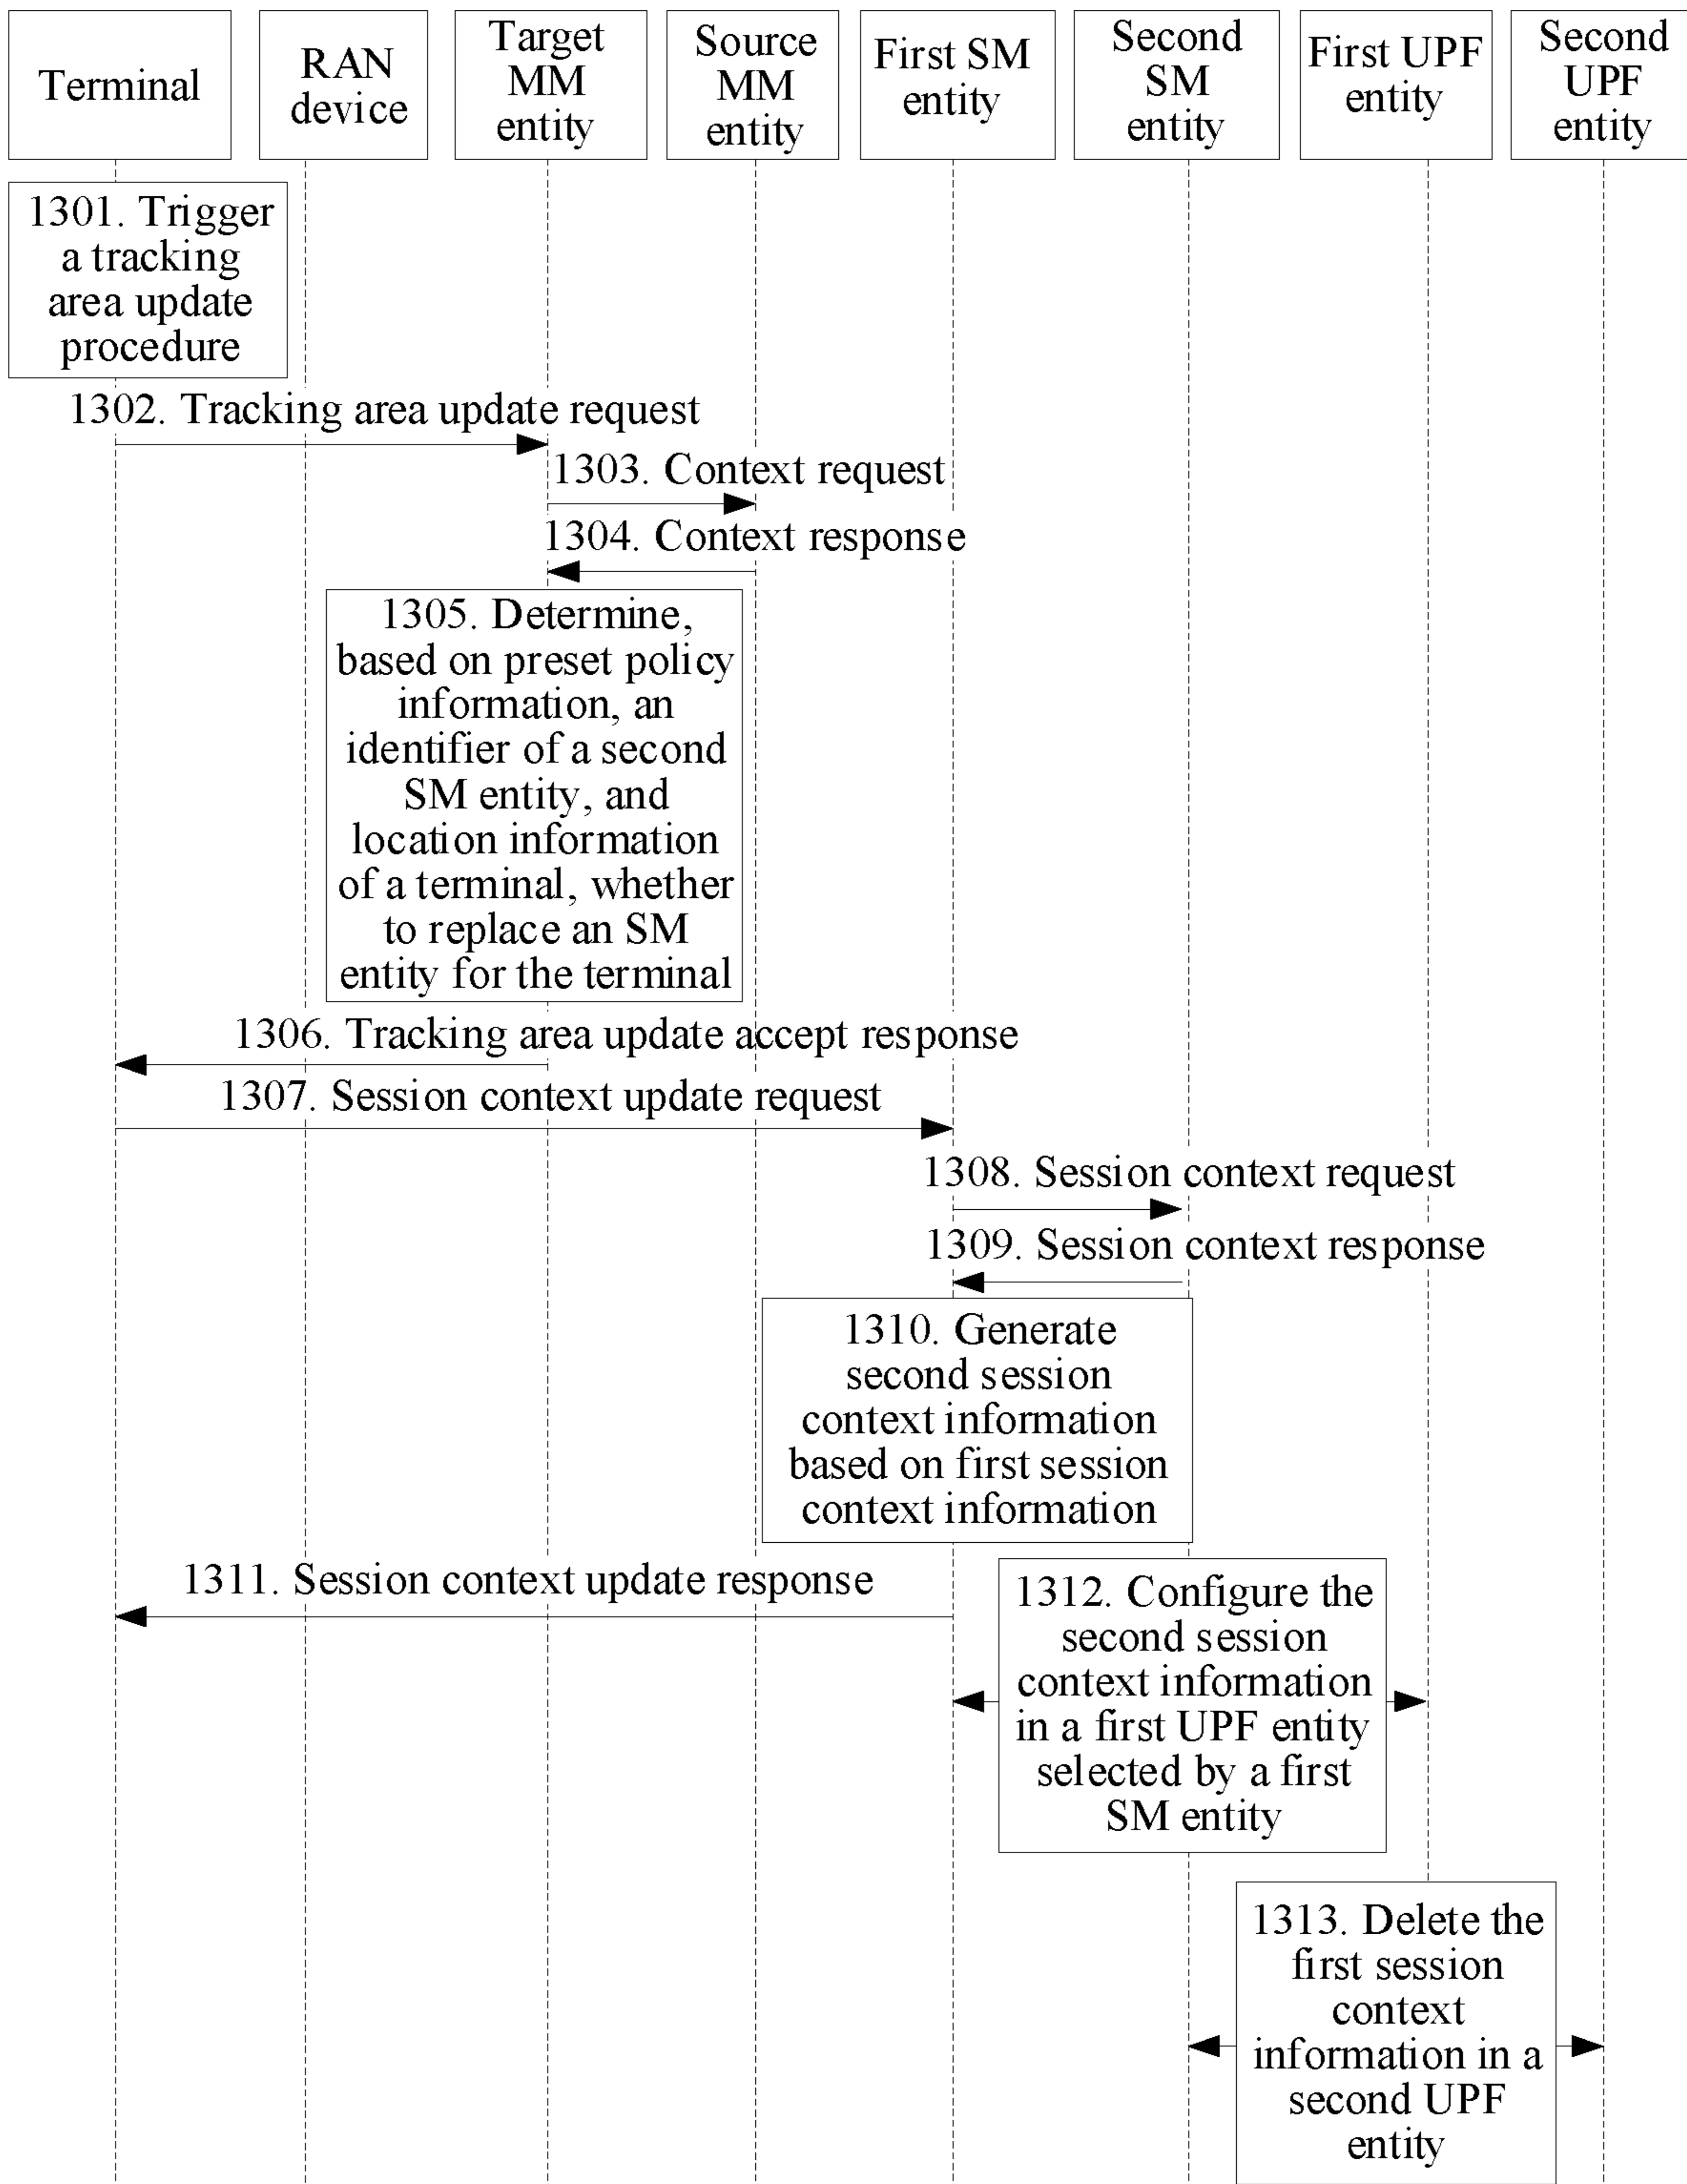 Terminal
RAN
device
Target
MM
entity
Source
MM
entity
First SM
entity
Second
SM
entity
First UPF
entity
Second
UPF
entity
1301. Trigger
a tracking
area update
procedure
1302. Tracking area update request
1303. Context request
1304. Context response
1305. Determine,
based on preset policy
information, an
identifier of a second
SM entity, and
location information
of a terminal, whether
to replace an SM
entity for the terminal
1306. Tracking area update accept response
1307. Session context update request
1308. Session context request
1309. Session context response
1310. Generate
second session
context information
based on first session
context information
1311. Session context update response
1312. Configure the
second session
context information
in a first UPF entity
selected by a first
SM entity
1313. Delete the
first session
context
information in a
second UPF
entity